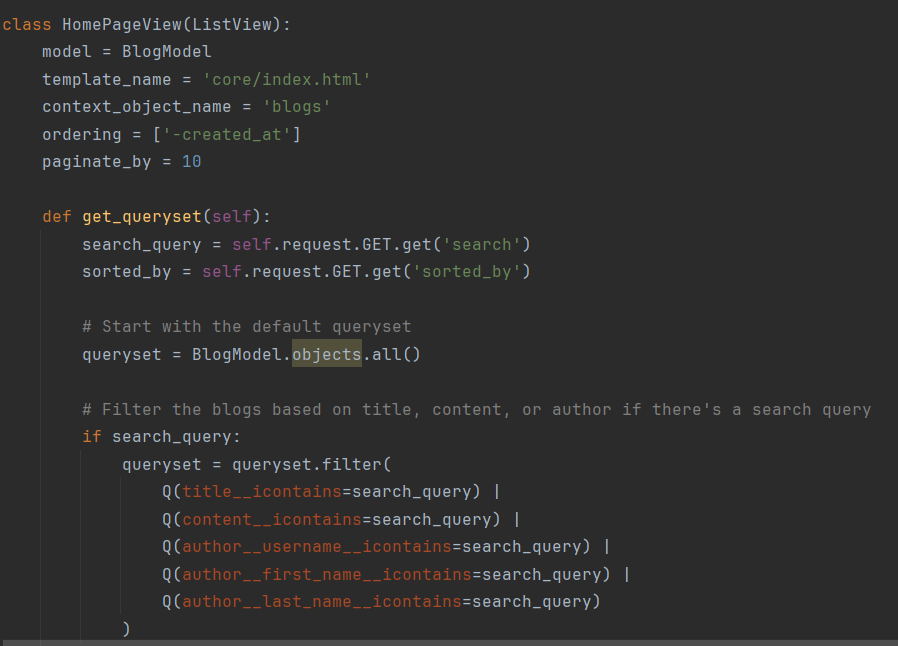 class HomePageView(ListView):
    model = BlogModel
    template_name = 'core/index.html'
    context_object_name = 'blogs'
    ordering = ['-created_at']
    paginate_by = 10

    def get_queryset(self):
        search_query = self.request.GET.get('search')
        sorted_by = self.request.GET.get('sorted_by')

        # Start with the default queryset
        queryset = BlogModel.objects.all()

        # Filter the blogs based on title, content, or author if there's a search query
        if search_query:
            queryset = queryset.filter(
                Q(title__icontains=search_query) |
                Q(content__icontains=search_query) |
                Q(author__username__icontains=search_query) |
                Q(author__first_name__icontains=search_query) |
                Q(author__last_name__icontains=search_query)
            )